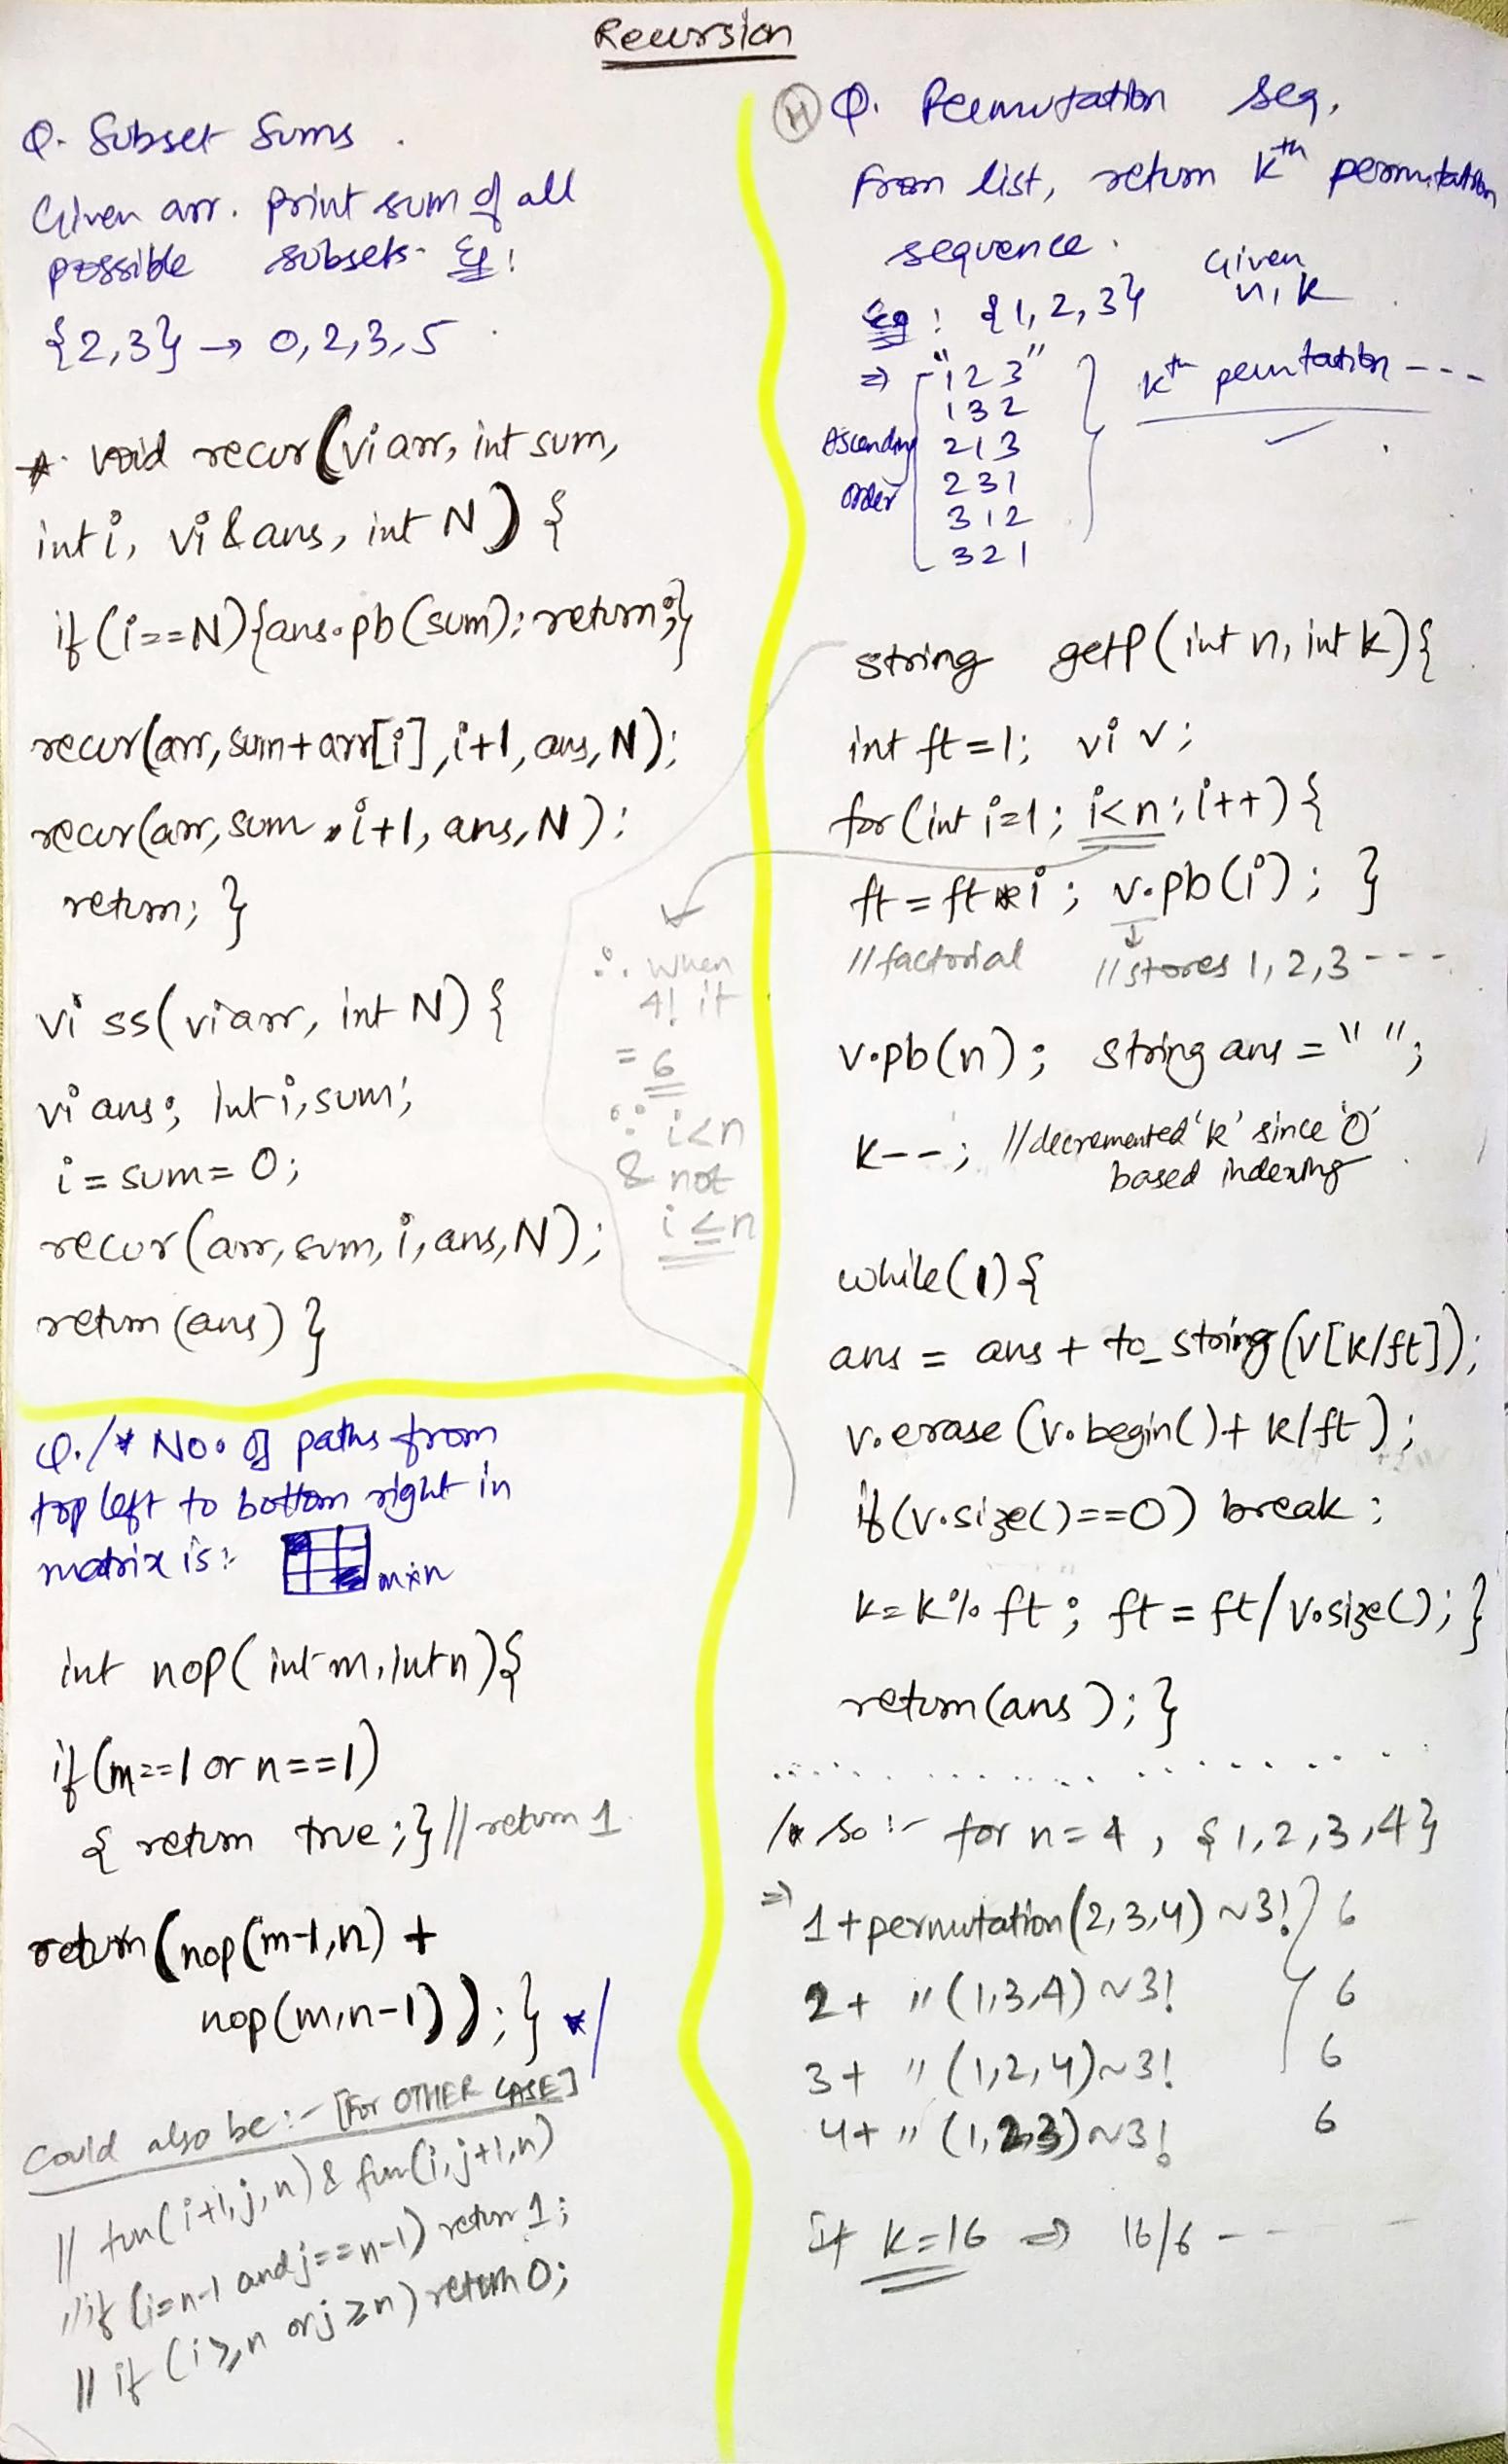 Recursion
Q. Subset Sums.
Given arr. print sum of all
possible subsets. Eg:
{2,3} → 0,2,3,5
* void recur(vi arr, int sum,
int i, vi &ans, int N) {
if(i==N){ans.pb(sum); return;}
recur(arr, sum+arr[i], i+1, ans, N);
recur(arr, sum, i+1, ans, N);
return; }
vi ss(vi arr, int N) {
vi ans; int i, sum;
i = sum = 0;
recur(arr, sum, i, ans, N);
return (ans) }
∴ when
4! it
= 6
∵ i<n
& not
i≤n
Q. /* No. of paths from
top left to bottom right in
matrix is:- mxn
int nop(int m, int n){
if(m==1 or n==1)
{ return true;} //return 1
return(nop(m-1,n) +
nop(m,n-1)); } */
Could also be:- [For OTHER CASE]
// fun(i+1,j,n) & fun(i,j+1,n)
//if (i=n-1 and j==n-1) return 1;
// if (i≥n or j≥n) return 0;
(H) Q. Permutation Seq.
From list, return Kth permutation
sequence. Given
Eg: {1,2,3} n,k
⇒ "123" } kth peuntation ---
132
Ascending 213
order 231
312
321
string getP(int n, int k){
int ft=1; vi v;
for(int i=1; i<n; i++){
ft = ft*i; v.pb(i); }
//factorial //stores 1,2,3 ---
v.pb(n); string ans = " ";
k--; //decremented 'k' since '0'
based indexing
while(1){
ans = ans + to_string(v[k/ft]);
v.erase(v.begin()+ k/ft);
if(v.size()==0) break;
k=k%ft; ft = ft/v.size(); }
return(ans); }
/* so :- for n=4, {1,2,3,4}
⇒ 1+permutation(2,3,4) ~3! } 6
2+ " (1,3,4) ~3! 6
3+ " (1,2,4)~3! 6
4+ " (1,2,3)~3! 6
if k=16 ⇒ 16/6 ---